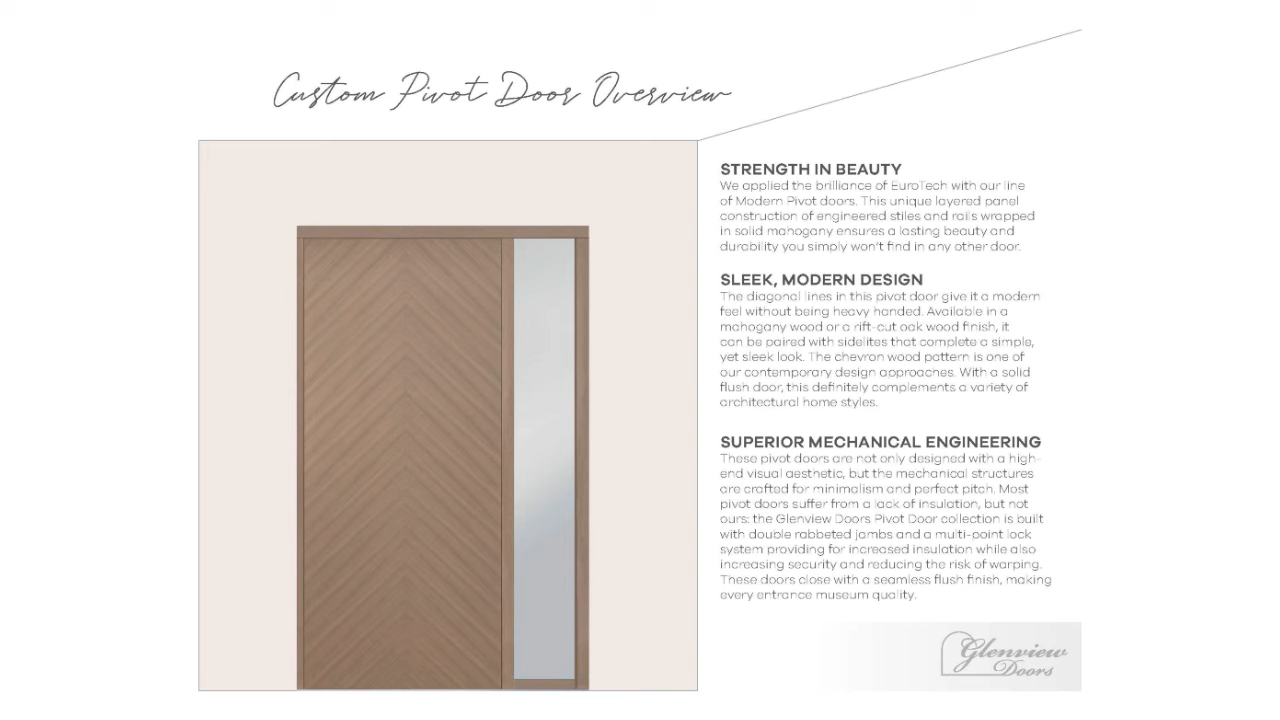 Custom Pivot Door Overview
STRENGTH IN BEAUTY
We applied the brilliance of EuroTech with our line
of Modern Pivot doors. This unique layered panel
construction of engineered stiles and rails wrapped
in solid mahogany ensures a lasting beauty and
durability you simply won't find in any other door.
SLEEK, MODERN DESIGN
The diagonal lines in this pivot door give it a modern
feel without being heavy handed. Available in a
mahogany wood or a rift-cut oak wood finish, it
can be paired with sidelites that complete a simple,
yet sleek look. The chevron wood pattern is one of
our contemporary design approaches. With a solid
flush door, this definitely complements a variety of
architectural home styles.
SUPERIOR MECHANICAL ENGINEERING
These pivot doors are not only designed with a high-
end visual aesthetic, but the mechanical structures
are crafted for minimalism and perfect pitch. Most
pivot doors suffer from a lack of insulation, but not
ours: the Glenview Doors Pivot Door collection is built
with double rabbeted jambs and a multi-point lock
system providing for increased insulation while also
increasing security and reducing the risk of warping.
These doors close with a seamless flush finish, making
every entrance museum quality.
Glenview
Doors